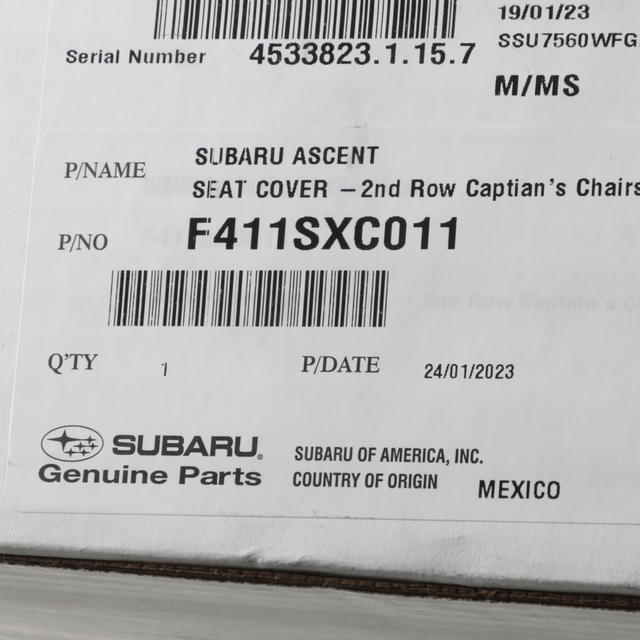 19/01/23
Serial Number 4533823.1.15.7 SSU7560WFG
M/MS
P/NAME SUBARU ASCENT
SEAT COVER – 2nd Row Captian's Chairs
P/NO F411SXC011
Q'TY 1 P/DATE 24/01/2023
SUBARU® SUBARU OF AMERICA, INC.
Genuine Parts COUNTRY OF ORIGIN MEXICO